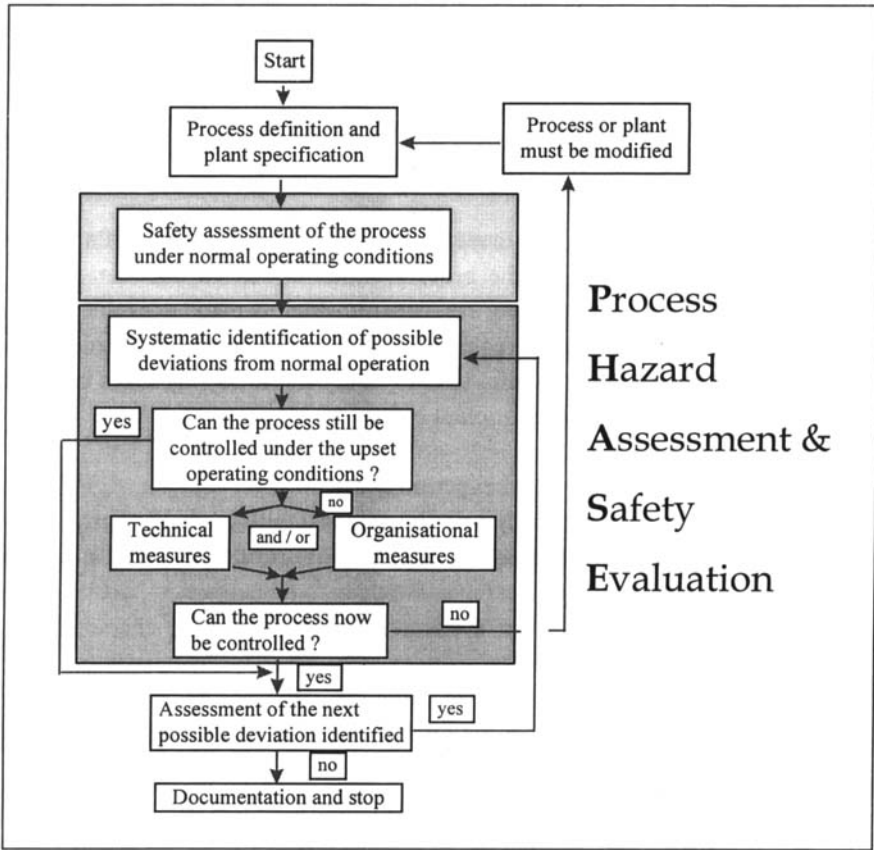 Start
Process definition and
plant specification
Process or plant
must be modified
Safety assessment of the process
under normal operating conditions
Systematic identification of possible
deviations from normal operation
yes
Can the process still be
controlled under the upset
operating conditions ?
no
Technical
measures
and / or
Organisational
measures
Can the process now
be controlled ?
no
yes
Assessment of the next
possible deviation identified
yes
no
Documentation and stop
Process
Hazard
Assessment &
Safety
Evaluation